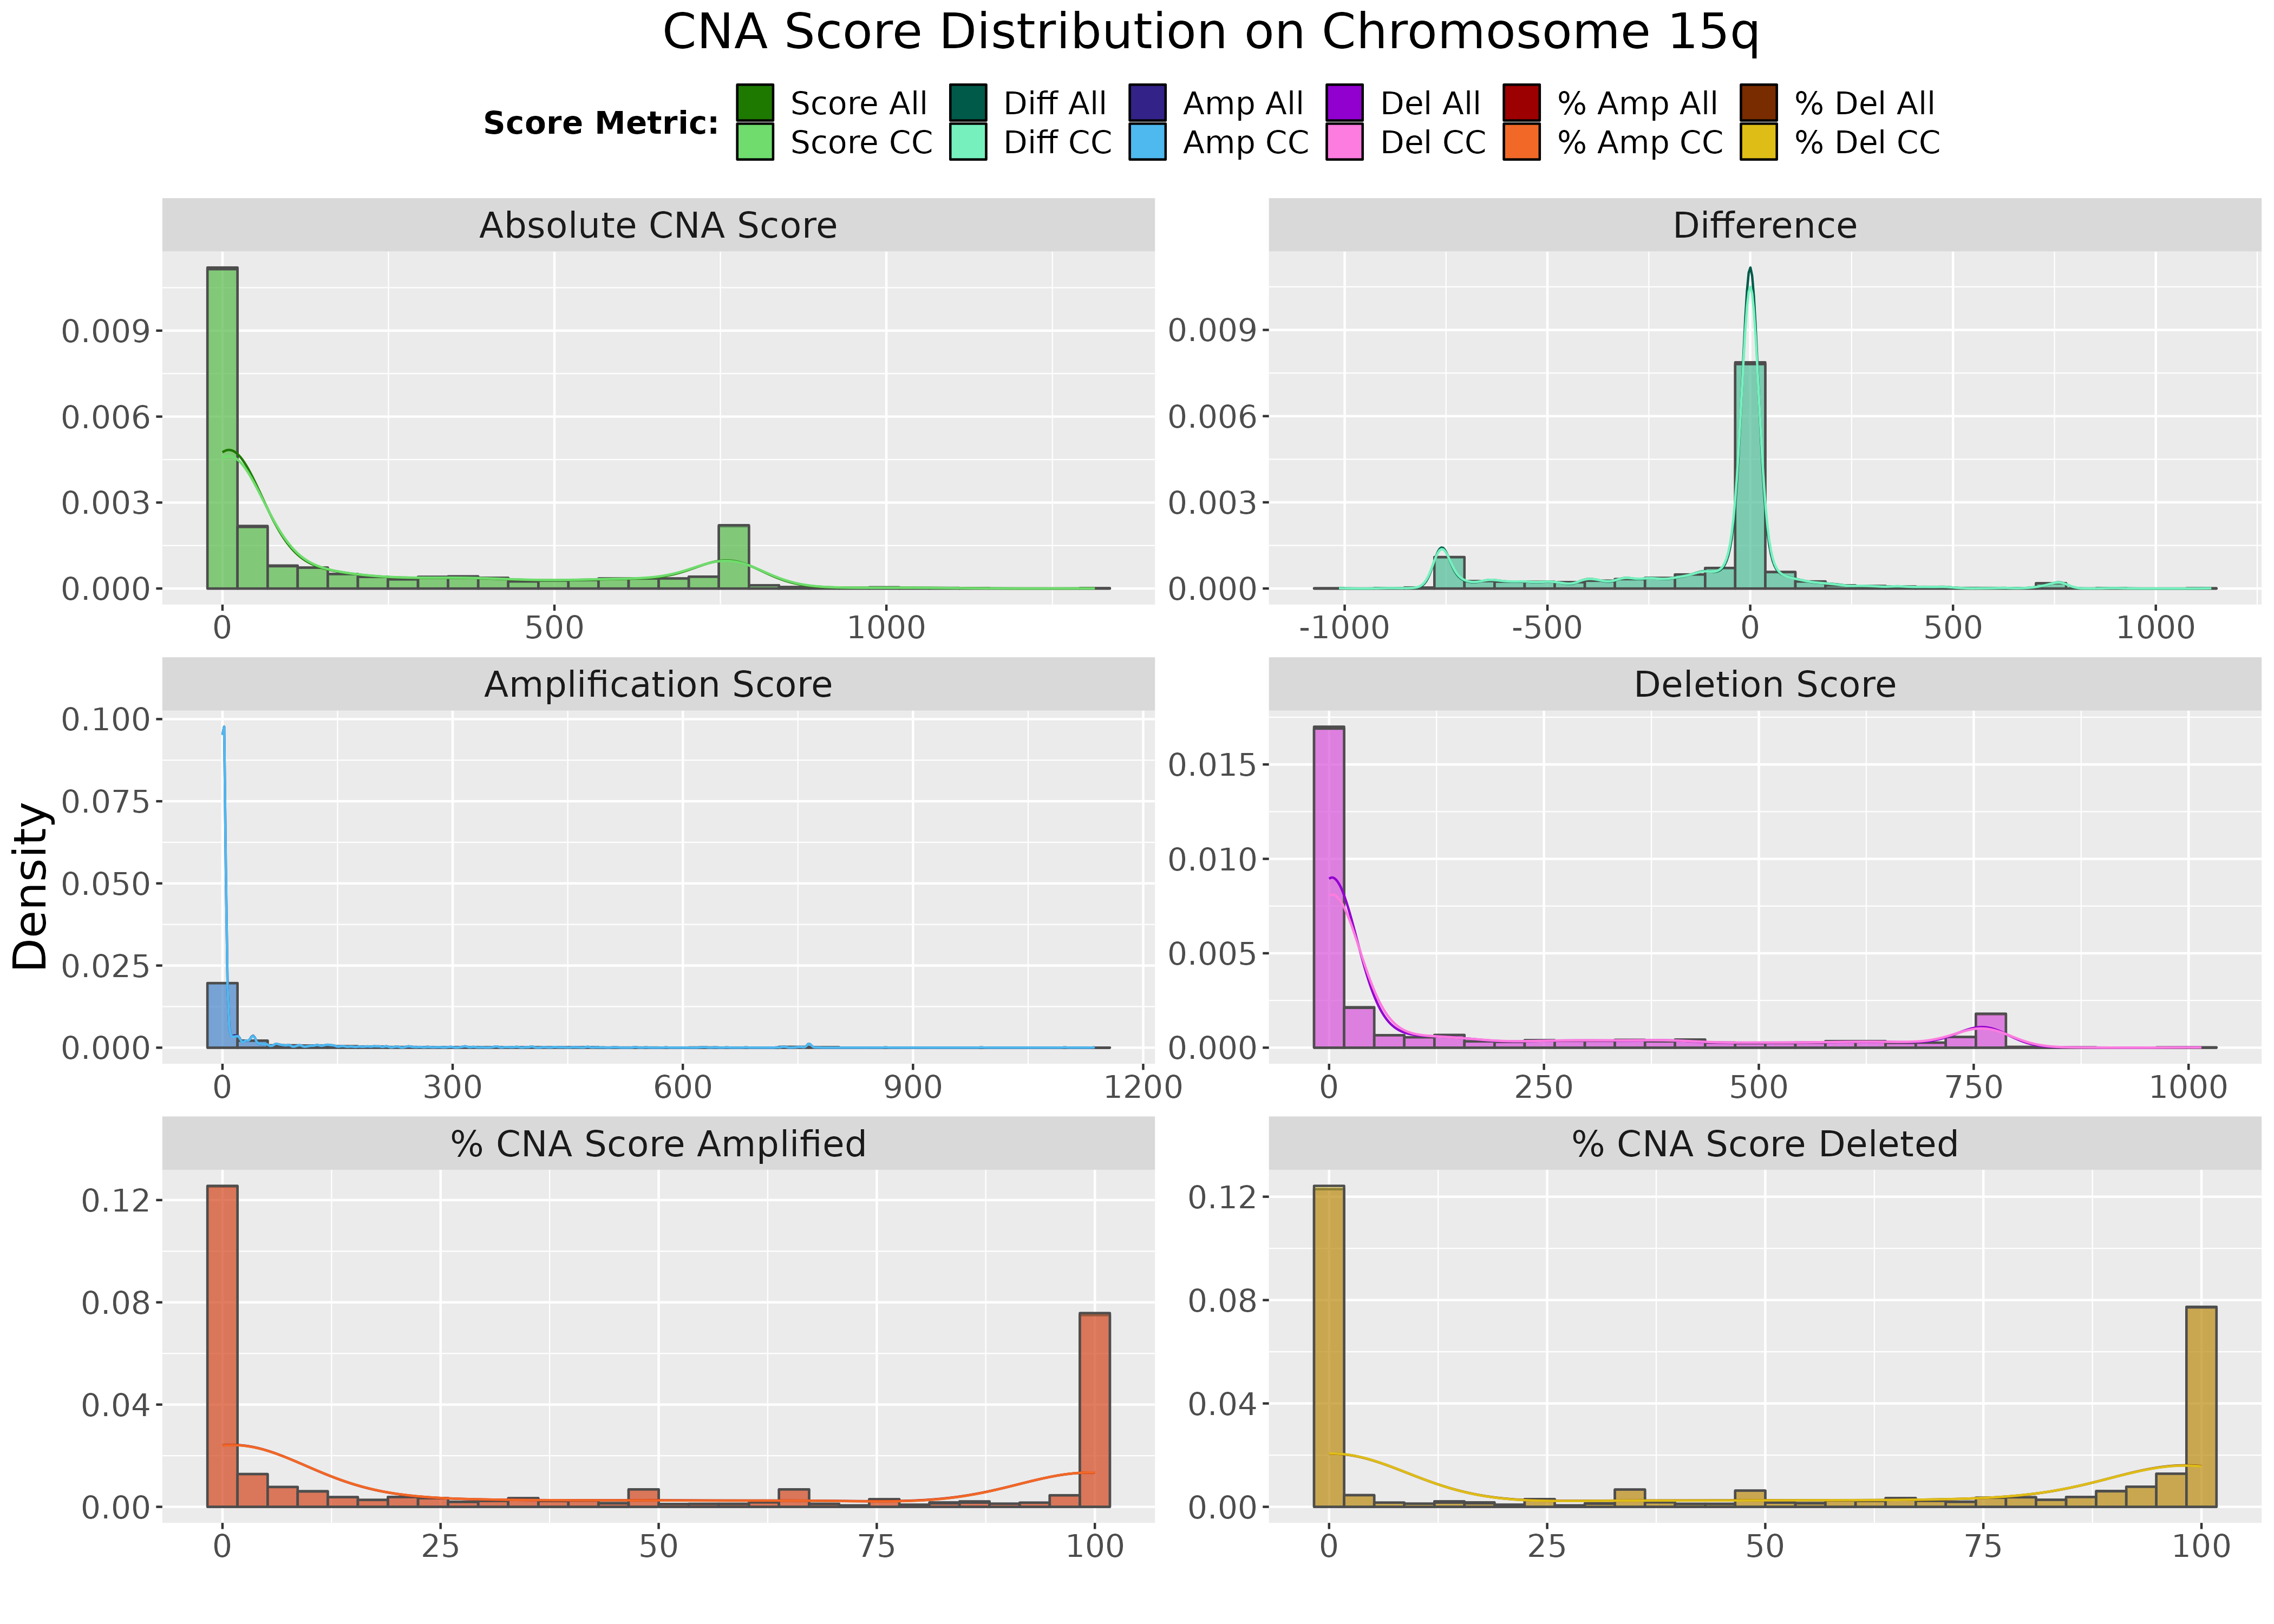 CNA Score Distribution on Chromosome 15q
Score Metric:
Score All Diff All Amp All Del All % Amp All % Del All
Score CC Diff CC Amp CC Del CC % Amp CC % Del CC
Absolute CNA Score
0.009
0.006
0.003
0.000
0 500 1000
Difference
0.009
0.006
0.003
0.000
-1000 -500 0 500 1000
Density
Amplification Score
0.100
0.075
0.050
0.025
0.000
0 300 600 900 1200
Deletion Score
0.015
0.010
0.005
0.000
0 250 500 750 1000
% CNA Score Amplified
0.12
0.08
0.04
0.00
0 25 50 75 100
% CNA Score Deleted
0.12
0.08
0.04
0.00
0 25 50 75 100